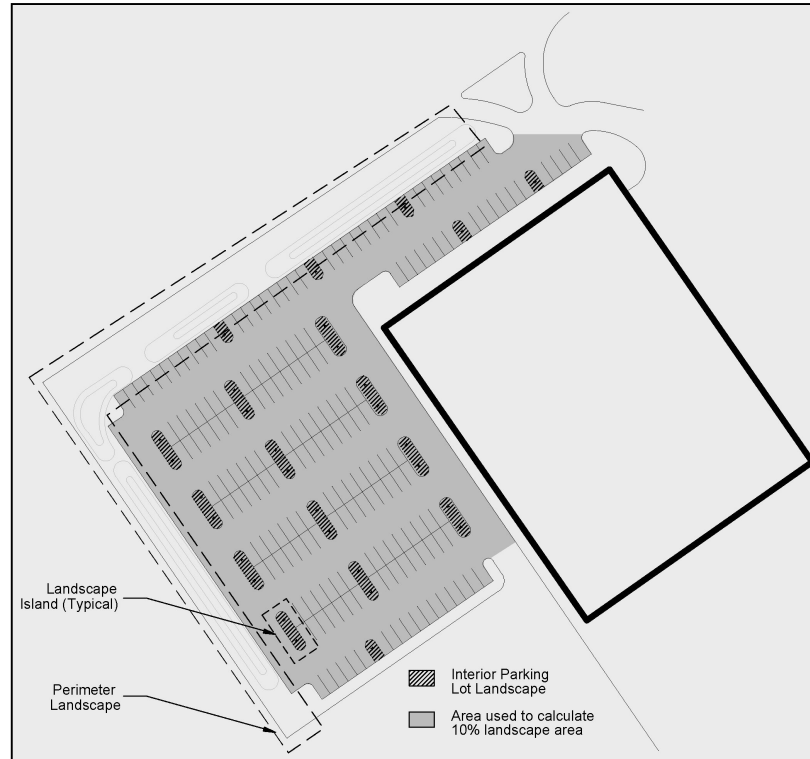 Landscape
Island (Typical)
Perimeter
Landscape
Interior Parking
Lot Landscape
Area used to calculate
10% landscape area